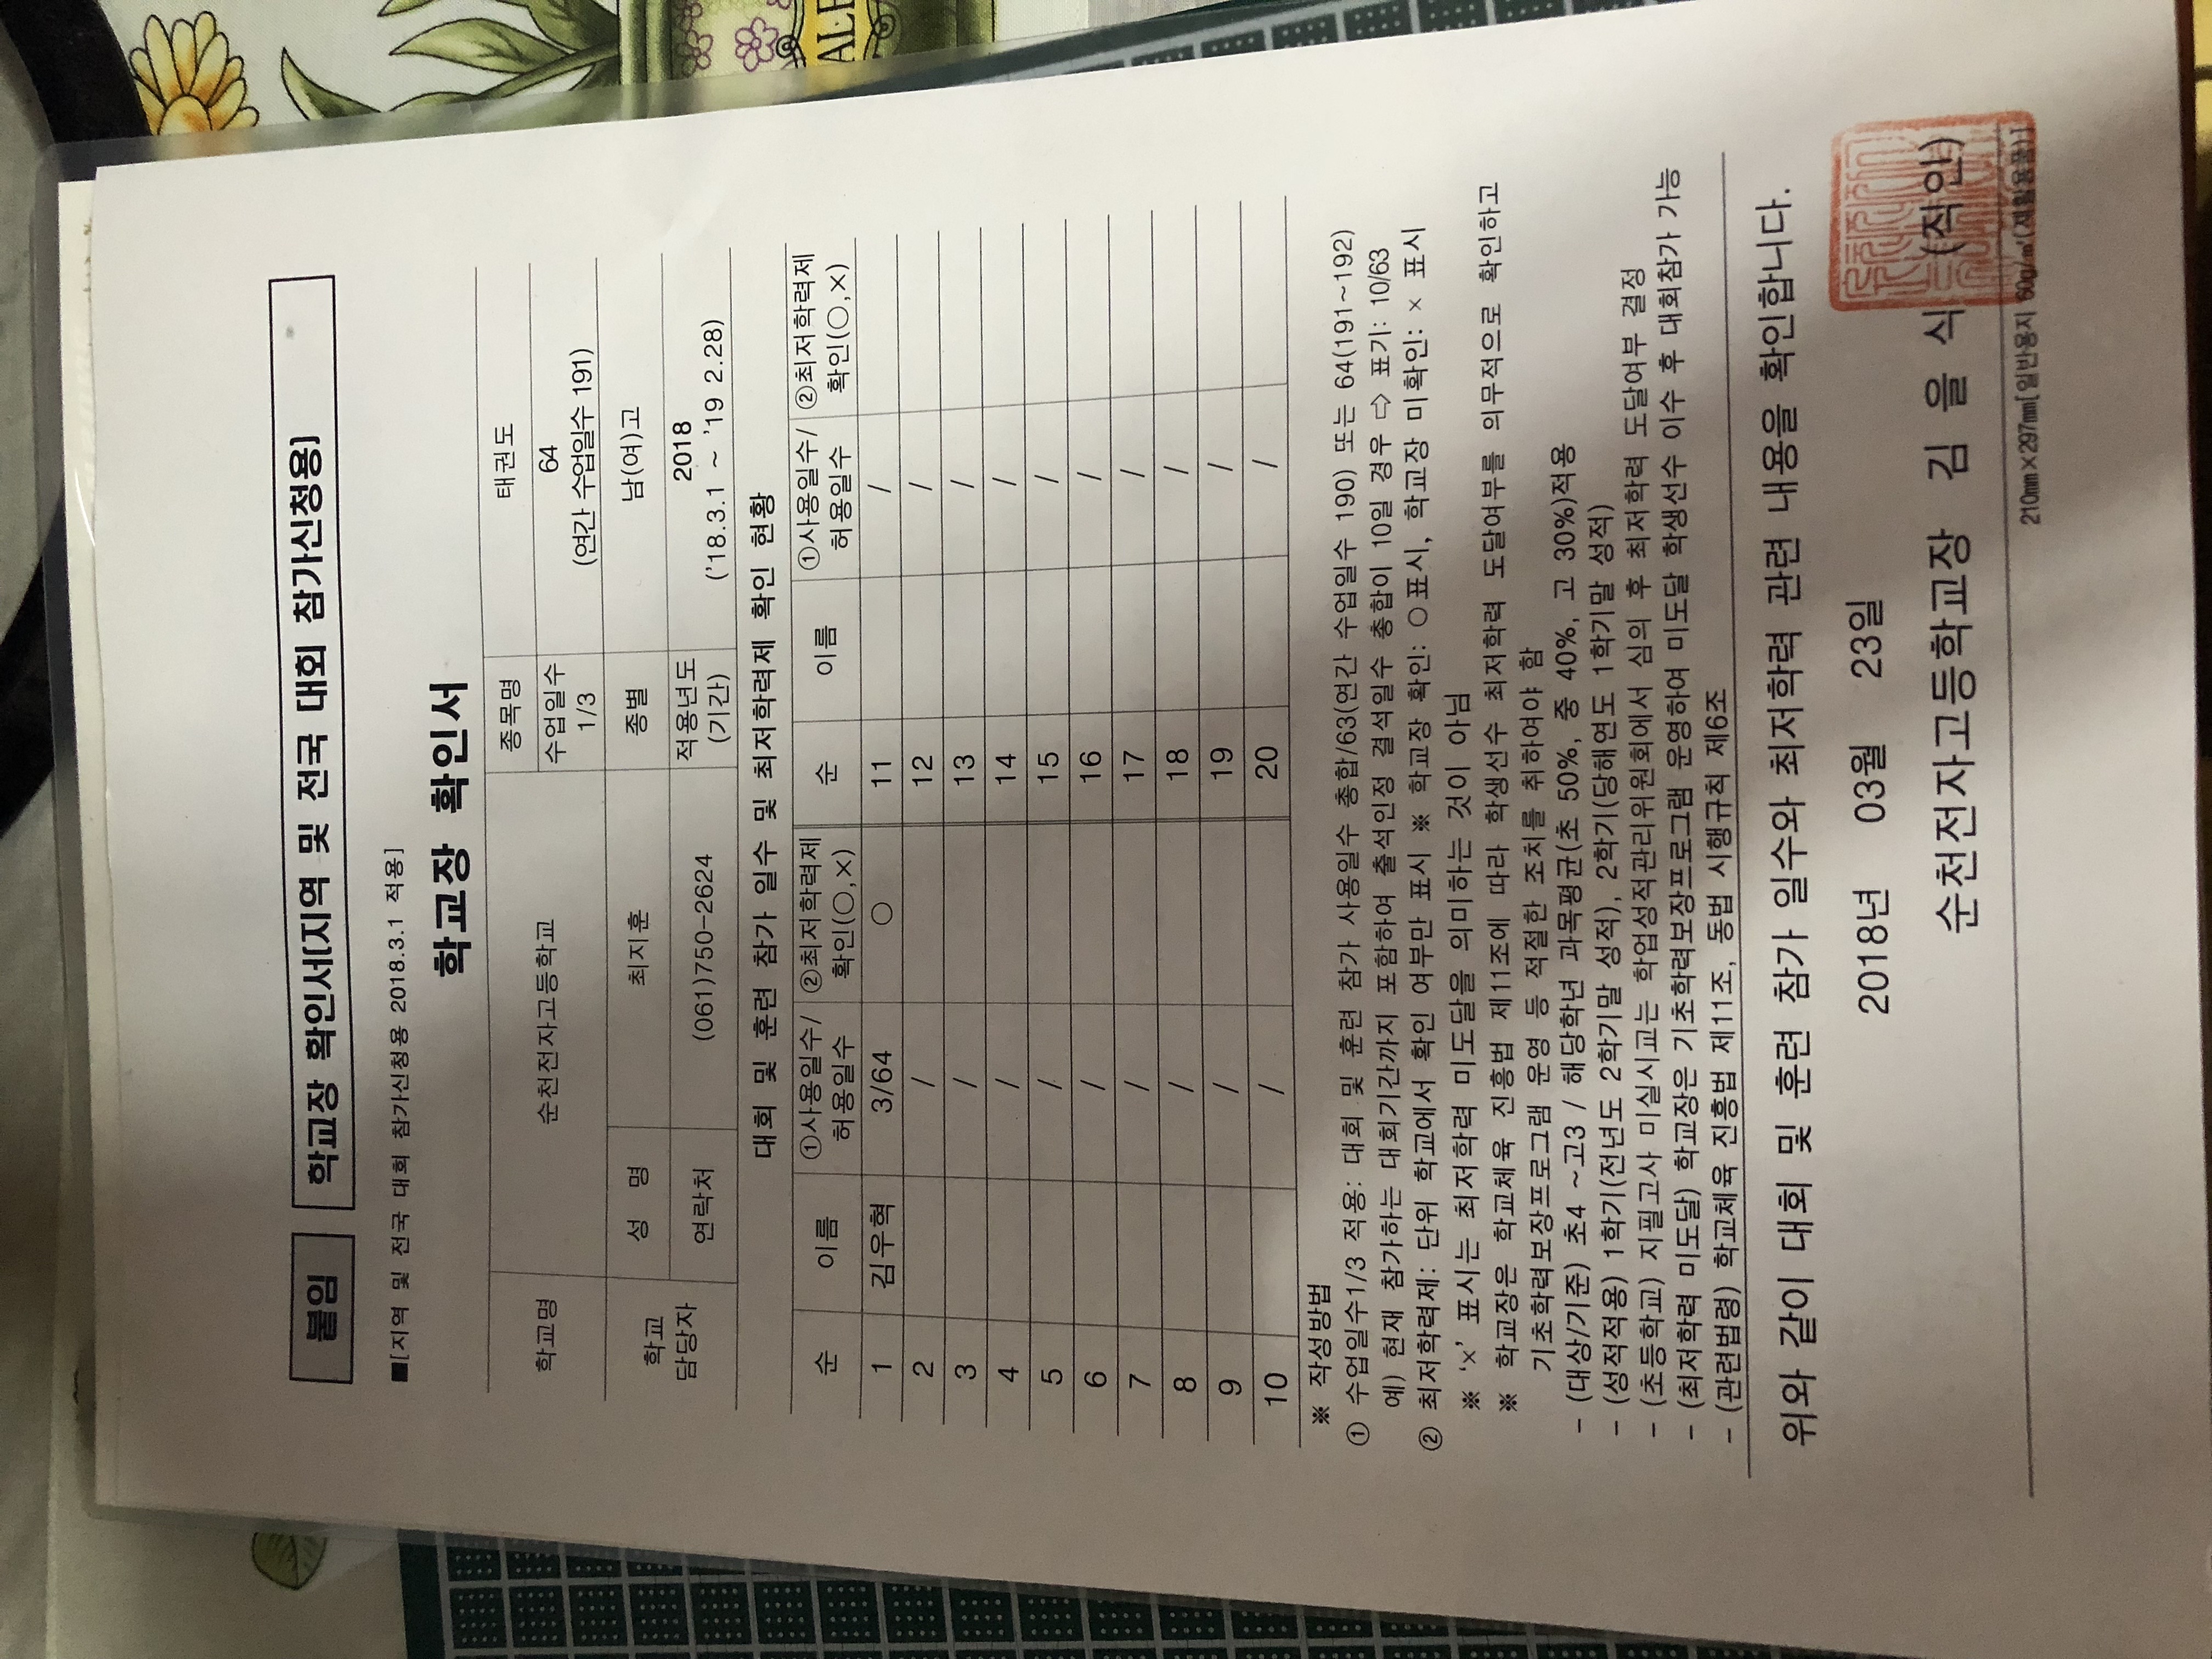 붙임 학교장 확인서[지역 및 전국 대회 참가신청용]
■[지역 및 전국 대회 참가신청용 2018.3.1 적용]
학교장 확인서
학교명 순천전자고등학교 종목명 태권도
수업일수 1/3 64 (연간 수업일수 191)
학교 담당자 성 명 최지훈 종별 남(여)고
연락처 (061)750-2624 적용년도 (기간) 2018 ('18.3.1 ~ '19 2.28)
대회 및 훈련 참가 일수 및 최저학력제 확인 현황
순 이름 ①사용일수/허용일수 ②최저학력제 확인(○,×) 순 이름 ①사용일수/허용일수 ②최저학력제 확인(○,×)
1 김우혁 3/64 ○ 11 /
2 / 12 /
3 / 13 /
4 / 14 /
5 / 15 /
6 / 16 /
7 / 17 /
8 / 18 /
9 / 19 /
10 / 20 /
※ 작성방법
① 수업일수1/3 적용: 대회 및 훈련 참가 사용일수 총합/63(연간 수업일수 190) 또는 64(191~192)
예) 현재 참가하는 대회기간까지 포함하여 출석인정 결석일수 총합이 10일 경우 ⇨ 표기: 10/63
② 최저학력제: 단위 학교에서 확인 여부만 표시 ※ 학교장 확인: ○표시, 학교장 미확인: × 표시
※ '×' 표시는 최저학력 미도달을 의미하는 것이 아님
※ 학교장은 학교체육 진흥법 제11조에 따라 학생선수 최저학력 도달여부를 의무적으로 확인하고
기초학력보장프로그램 운영 등 적절한 조치를 취하여야 함
- (대상/기준) 초4 ~고3 / 해당학년 과목평균(초 50%, 중 40%, 고 30%)적용
- (성적적용) 1학기(전년도 2학기말 성적), 2학기(당해연도 1학기말 성적)
- (초등학교) 지필고사 미실시교는 학업성적관리위원회에서 심의 후 최저학력 도달여부 결정
- (최저학력 미도달) 학교장은 기초학력보장프로그램 운영하여 미도달 학생선수 이수 후 대회참가 가능
- (관련법령) 학교체육 진흥법 제11조, 동법 시행규칙 제6조
위와 같이 대회 및 훈련 참가 일수와 최저학력 관련 내용을 확인합니다.
2018년 03월 23일
순천전자고등학교장 김 을 식 (직인)
210mm×297mm[일반용지 60g/㎡(재활용품)]